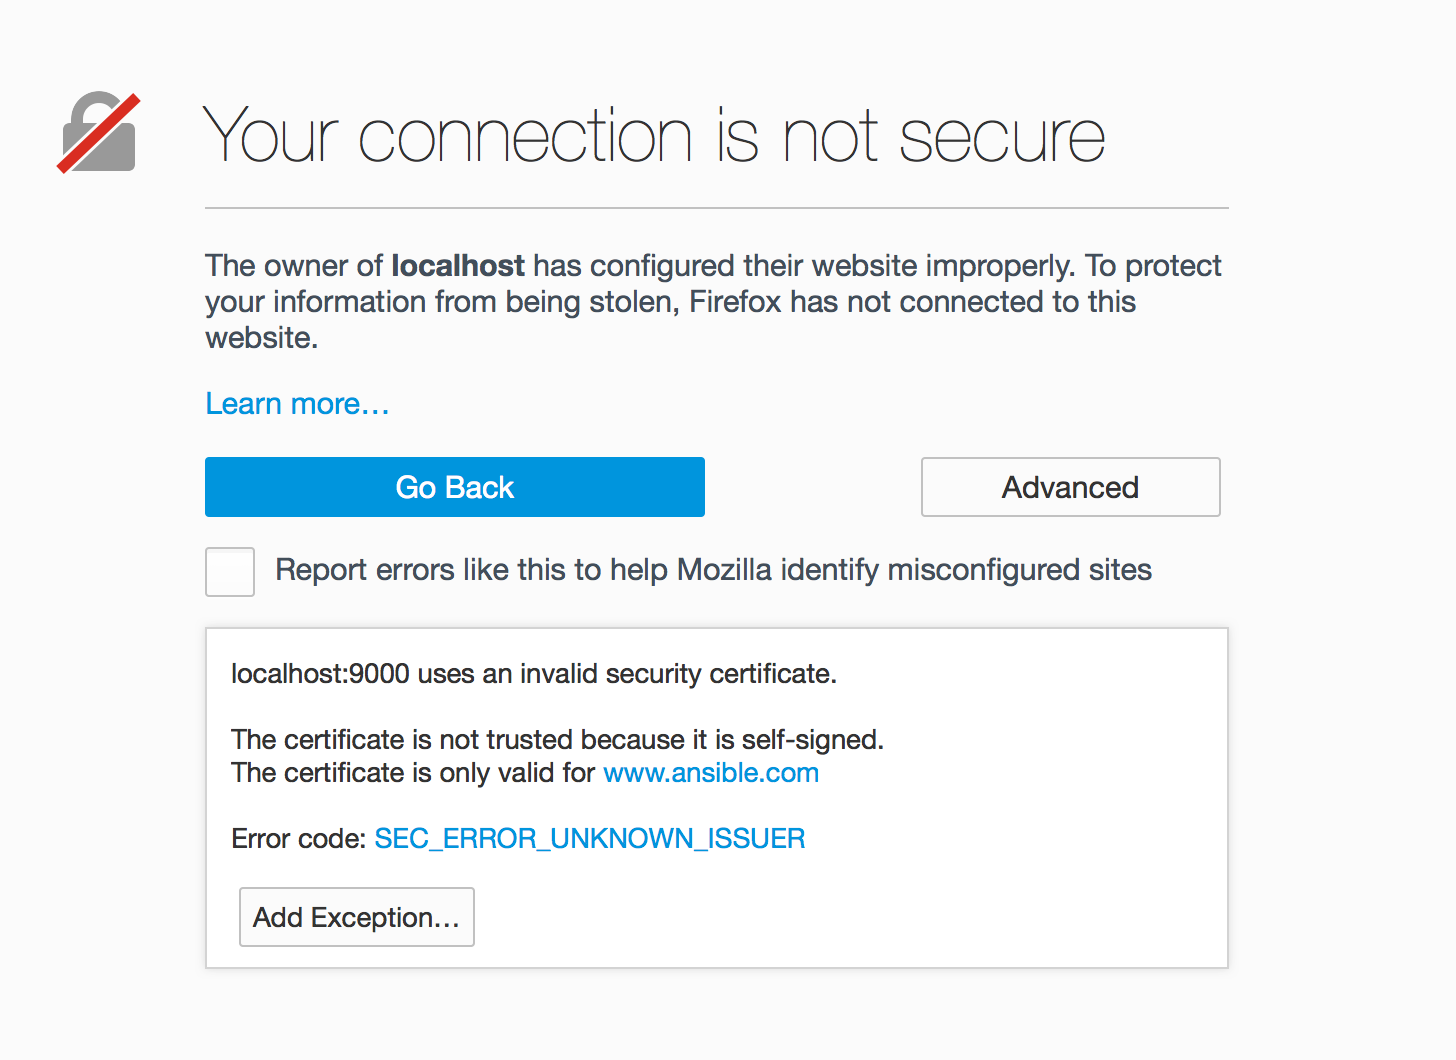 Your connection is not secure
The owner of localhost has configured their website improperly. To protect
your information from being stolen, Firefox has not connected to this
website.
Learn more…
Go Back
Advanced
Report errors like this to help Mozilla identify misconfigured sites
localhost:9000 uses an invalid security certificate.
The certificate is not trusted because it is self-signed.
The certificate is only valid for www.ansible.com
Error code: SEC_ERROR_UNKNOWN_ISSUER
Add Exception…